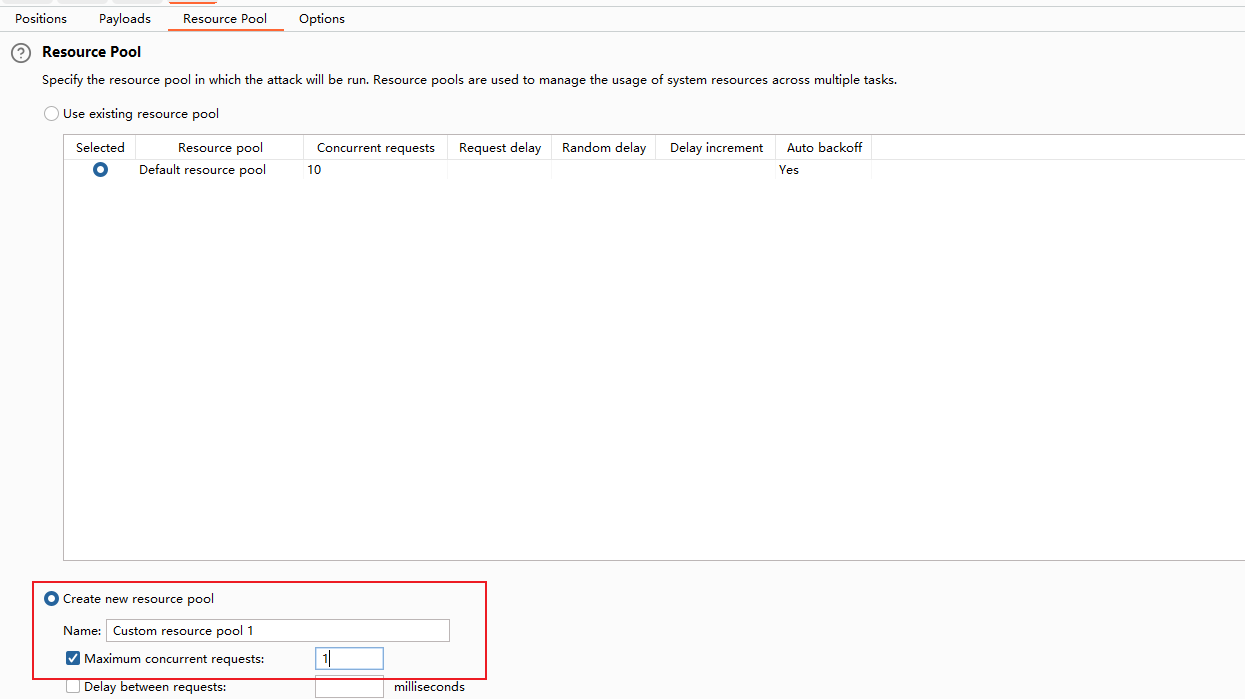 Positions Payloads Resource Pool Options
? Resource Pool
Specify the resource pool in which the attack will be run. Resource pools are used to manage the usage of system resources across multiple tasks.
Use existing resource pool
Selected Resource pool Concurrent requests Request delay Random delay Delay increment Auto backoff
Default resource pool 10 Yes
Create new resource pool
Name: Custom resource pool 1
Maximum concurrent requests: 1
Delay between requests: milliseconds